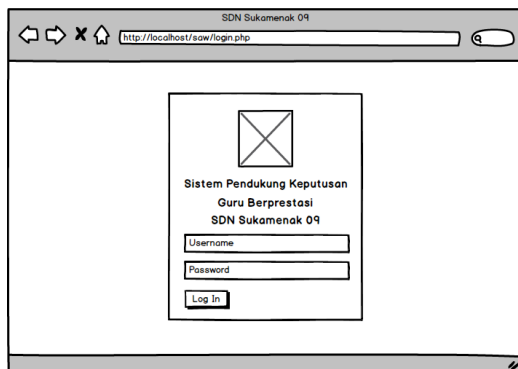 SDN Sukamenak 09
http://localhost/saw/login.php
Sistem Pendukung Keputusan
Guru Berprestasi
SDN Sukamenak 09
Username
Password
Log In